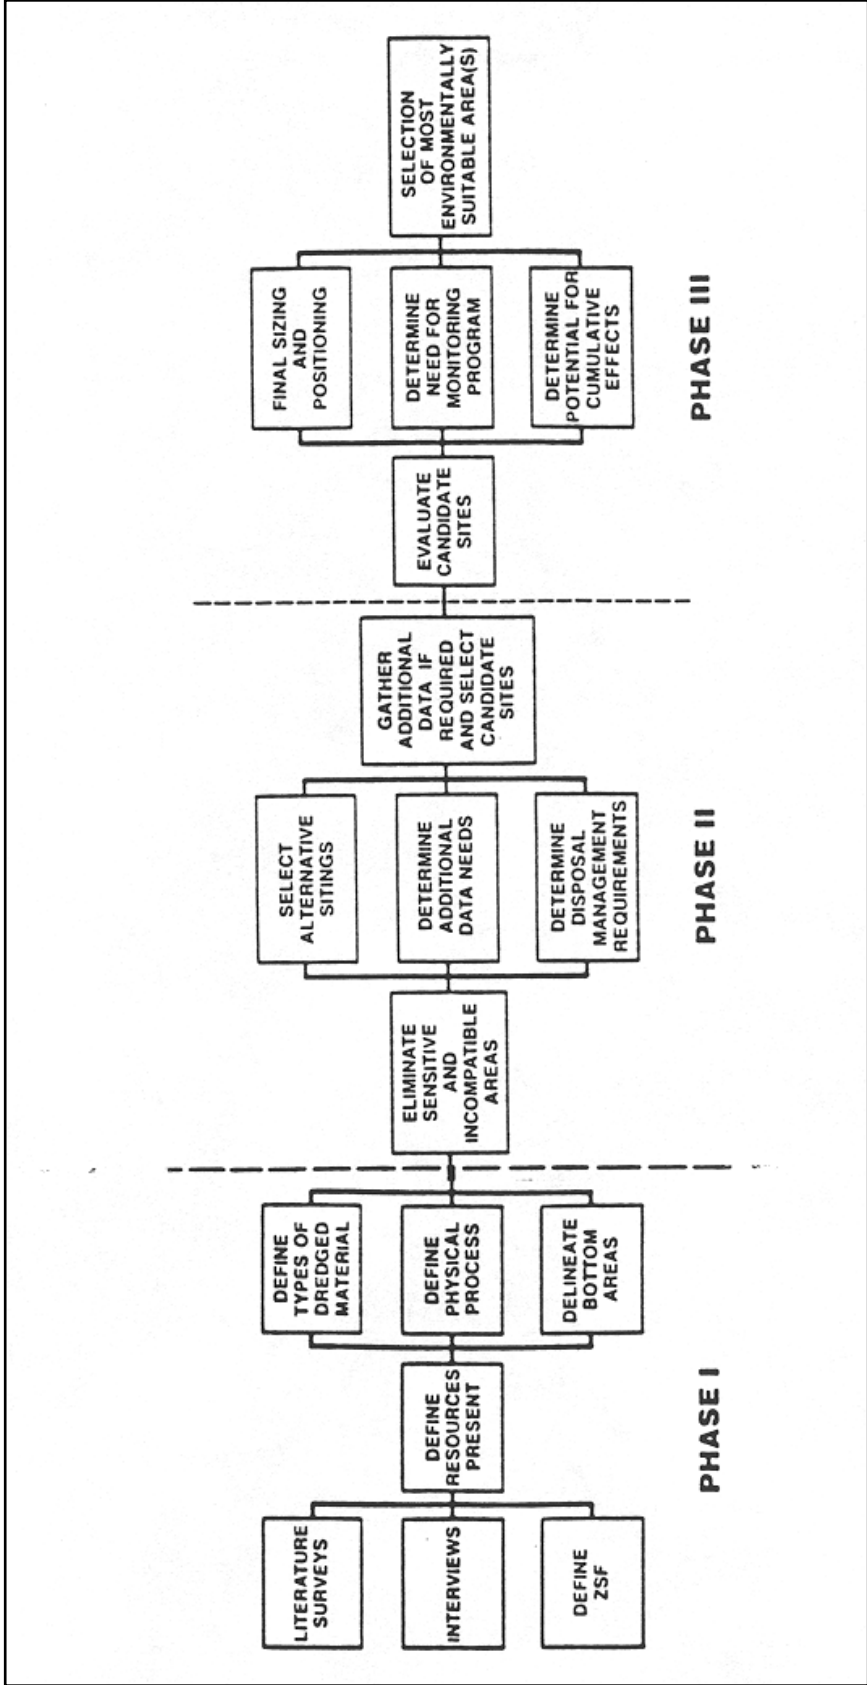 LITERATURE
SURVEYS
INTERVIEWS
DEFINE
ZSF
DEFINE
RESOURCES
PRESENT
DEFINE
TYPES OF
DREDGED
MATERIAL
DEFINE
PHYSICAL
PROCESS
DELINEATE
BOTTOM
AREAS
PHASE I
ELIMINATE
SENSITIVE
AND
INCOMPATIBLE
AREAS
SELECT
ALTERNATIVE
SITINGS
DETERMINE
ADDITIONAL
DATA NEEDS
DETERMINE
DISPOSAL
MANAGEMENT
REQUIREMENTS
GATHER
ADDITIONAL
DATA IF
REQUIRED
AND SELECT
CANDIDATE
SITES
PHASE II
EVALUATE
CANDIDATE
SITES
FINAL SIZING
AND
POSITIONING
DETERMINE
NEED FOR
MONITORING
PROGRAM
DETERMINE
POTENTIAL FOR
CUMULATIVE
EFFECTS
SELECTION
OF MOST
ENVIRONMENTALLY
SUITABLE AREA(S)
PHASE III